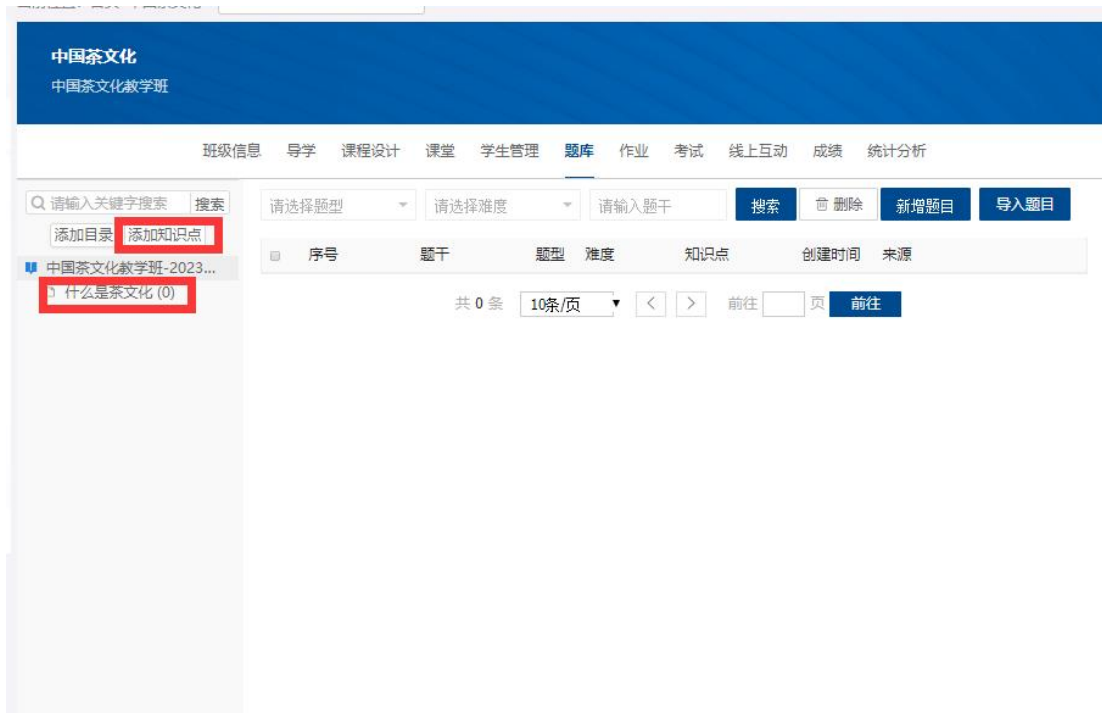 中国茶文化
中国茶文化教学班
班级信息 导学 课程设计 课堂 学生管理 题库 作业 考试 线上互动 成绩 统计分析
请输入关键字搜索 搜索 请选择题型 请选择难度 请输入题干 搜索 删除 新增题目 导入题目
添加目录 添加知识点
序号 题干 题型 难度 知识点 创建时间 来源
中国茶文化教学班-2023...
什么是茶文化 (0)
共 0 条 10条/页 前往 页 前往